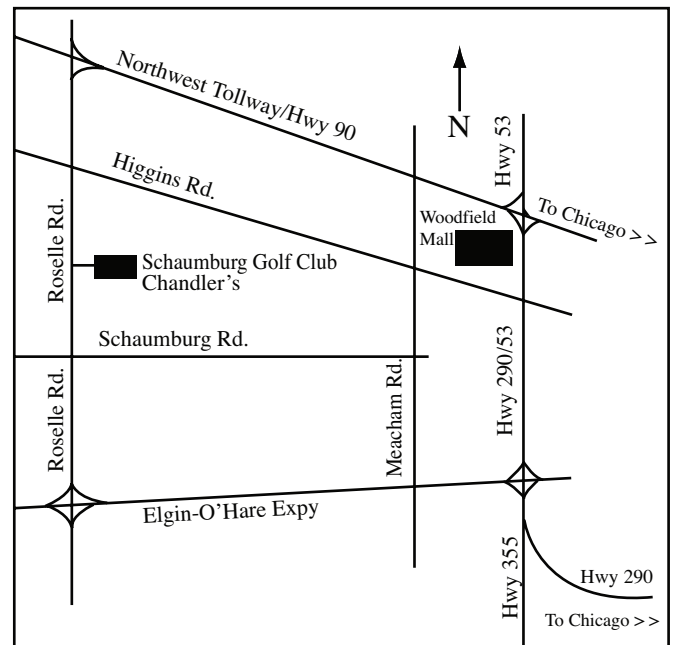 Northwest Tollway/Hwy 90
N
Hwy 53
Higgins Rd.
To Chicago >>
Woodfield
Mall
Roselle Rd.
Schaumburg Golf Club
Chandler's
Schaumburg Rd.
Hwy 290/53
Roselle Rd.
Meacham Rd.
Elgin-O'Hare Expy
Hwy 355
Hwy 290
To Chicago >>